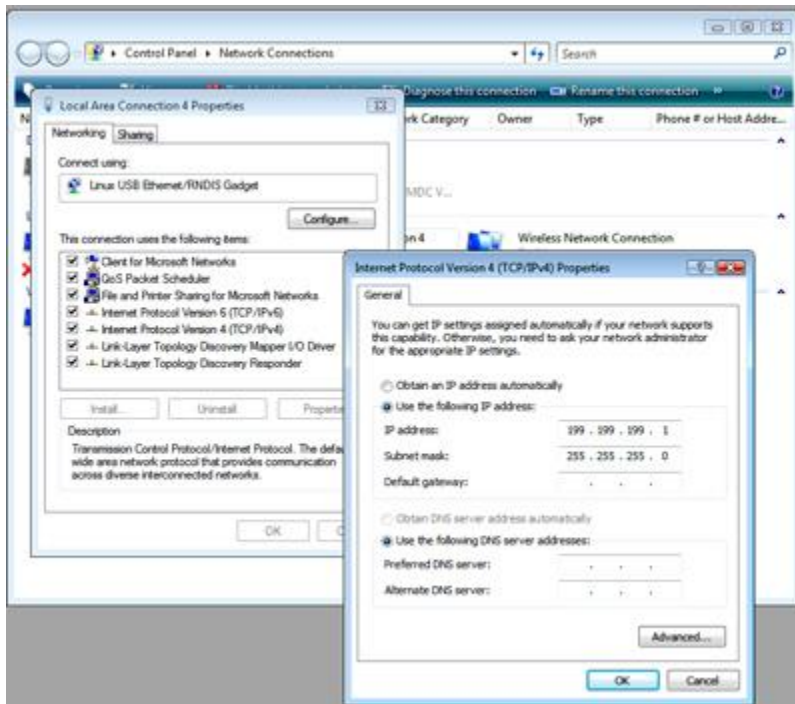 Control Panel ▸ Network Connections
Search
Diagnose this connection
Rename this connection
»
Local Area Connection 4 Properties
Network Category
Owner
Type
Phone # or Host Addre...
Networking
Sharing
Connect using:
Linux USB Ethernet/RNDIS Gadget
Configure...
This connection uses the following items:
Client for Microsoft Networks
QoS Packet Scheduler
File and Printer Sharing for Microsoft Networks
Internet Protocol Version 6 (TCP/IPv6)
Internet Protocol Version 4 (TCP/IPv4)
Link-Layer Topology Discovery Mapper I/O Driver
Link-Layer Topology Discovery Responder
Install...
Uninstall
Description
Transmission Control Protocol/Internet Protocol. The
wide area network protocol that provides communication
across diverse interconnected networks.
OK
Wireless Network Connection
Internet Protocol Version 4 (TCP/IPv4) Properties
General
You can get IP settings assigned automatically if your network supports
this capability. Otherwise, you need to ask your network administrator
for the appropriate IP settings.
Obtain an IP address automatically
Use the following IP address:
IP address:
199 . 199 . 199 . 1
Subnet mask:
255 . 255 . 255 . 0
Default gateway:
Obtain DNS server address automatically
Use the following DNS server addresses:
Preferred DNS server:
Alternate DNS server:
Advanced...
OK
Cancel